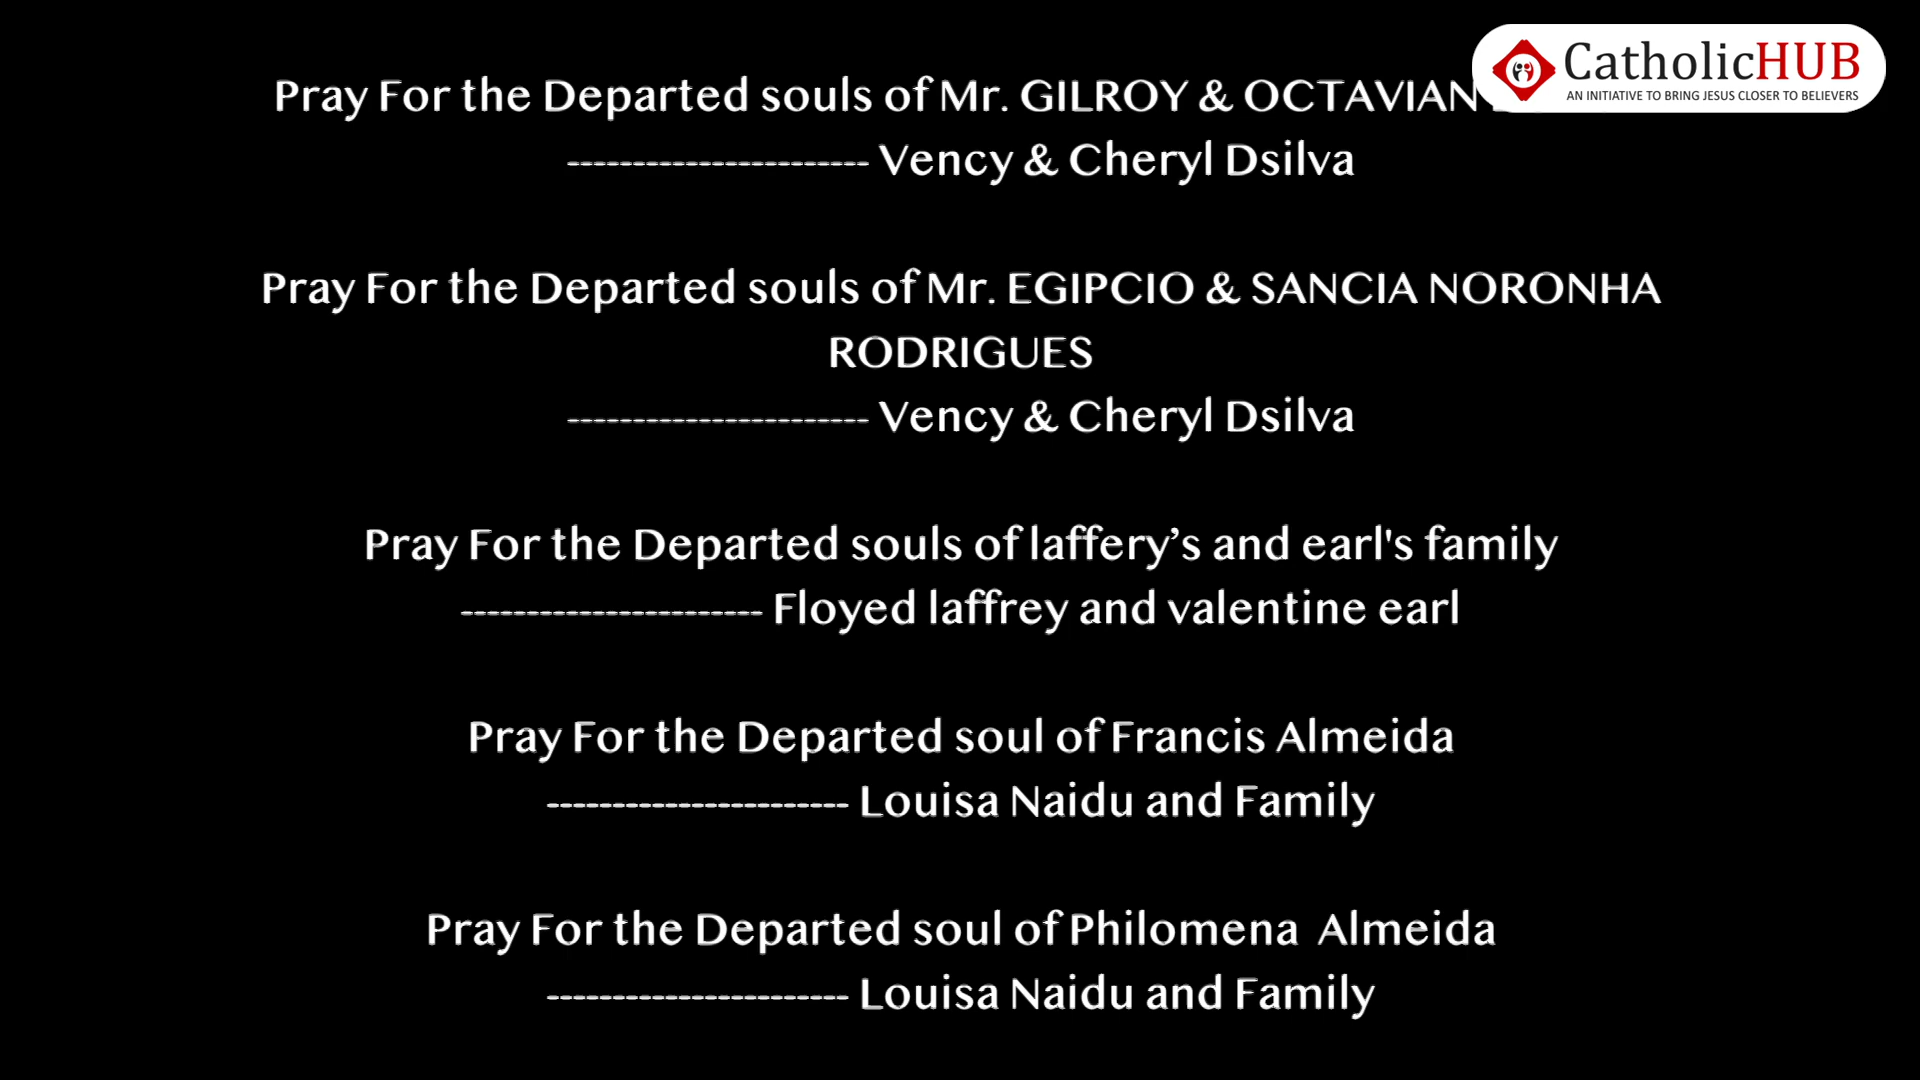 Pray For the Departed souls of Mr. GILROY & OCTAVIAN
CatholicHUB
AN INITIATIVE TO BRING JESUS CLOSER TO BELIEVERS
----------------------- Vency & Cheryl Dsilva
Pray For the Departed souls of Mr. EGIPCIO & SANCIA NORONHA
RODRIGUES
----------------------- Vency & Cheryl Dsilva
Pray For the Departed souls of laffery’s and earl's family
----------------------- Floyed laffrey and valentine earl
Pray For the Departed soul of Francis Almeida
----------------------- Louisa Naidu and Family
Pray For the Departed soul of Philomena  Almeida
----------------------- Louisa Naidu and Family